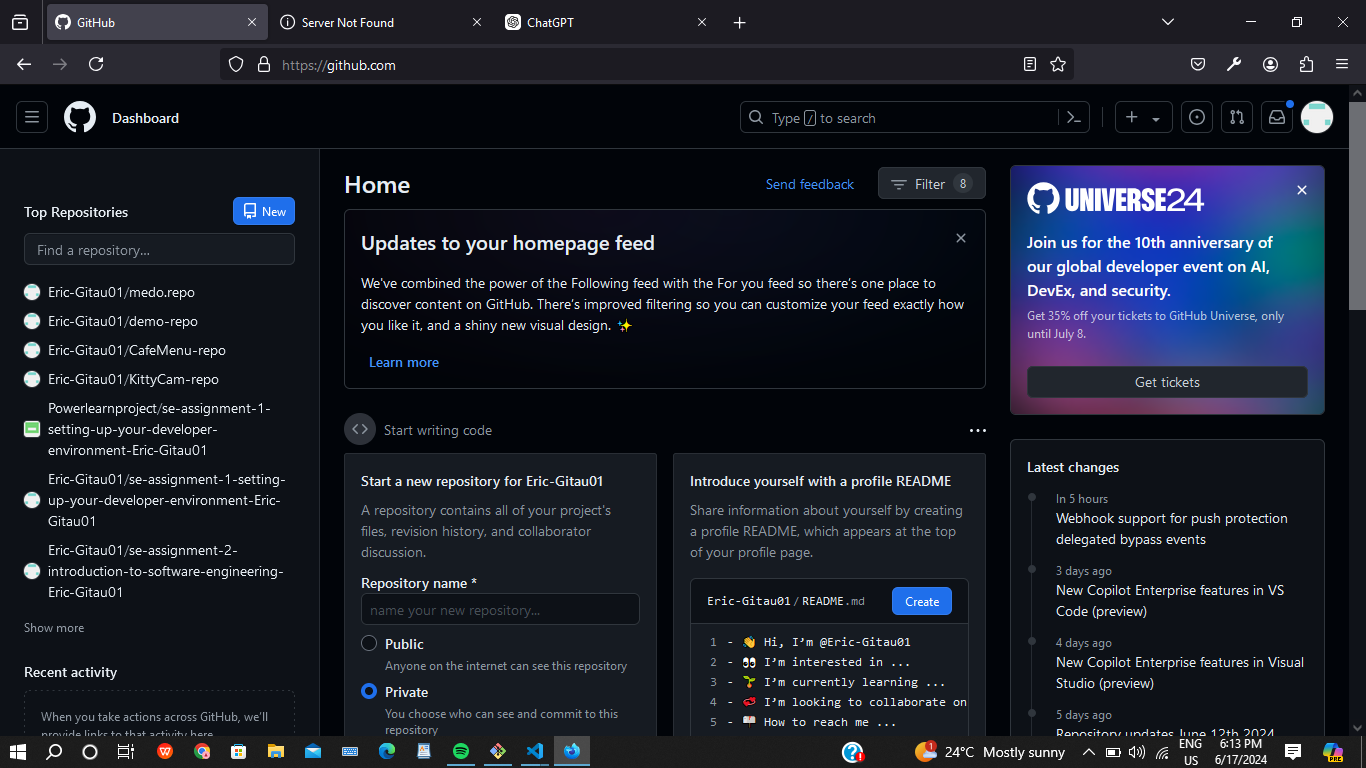 GitHub
Server Not Found
ChatGPT
https://github.com
Dashboard
Type / to search
Top Repositories
New
Find a repository...
Eric-Gitau01/medo.repo
Eric-Gitau01/demo-repo
Eric-Gitau01/CafeMenu-repo
Eric-Gitau01/KittyCam-repo
Powerlearnproject/se-assignment-1-
setting-up-your-developer-
environment-Eric-Gitau01
Eric-Gitau01/se-assignment-1-setting-
up-your-developer-environment-Eric-
Gitau01
Eric-Gitau01/se-assignment-2-
introduction-to-software-engineering-
Eric-Gitau01
Show more
Recent activity
When you take actions across GitHub, we'll
provide links to that activity here.
Home
Send feedback
Filter 8
Updates to your homepage feed
We've combined the power of the Following feed with the For you feed so there's one place to
discover content on GitHub. There's improved filtering so you can customize your feed exactly how
you like it, and a shiny new visual design. ✨
Learn more
Start writing code
Start a new repository for Eric-Gitau01
A repository contains all of your project's
files, revision history, and collaborator
discussion.
Repository name *
name your new repository...
Public
Anyone on the internet can see this repository
Private
You choose who can see and commit to this
repository
Introduce yourself with a profile README
Share information about yourself by creating
a profile README, which appears at the top
of your profile page.
Eric-Gitau01 / README.md
Create
1 - 👋 Hi, I'm @Eric-Gitau01
2 - 👀 I'm interested in ...
3 - 🌱 I'm currently learning ...
4 - 💞️ I'm looking to collaborate on
5 - 📫 How to reach me ...
UNIVERSE24
Join us for the 10th anniversary of
our global developer event on AI,
DevEx, and security.
Get 35% off your tickets to GitHub Universe, only
until July 8.
Get tickets
Latest changes
In 5 hours
Webhook support for push protection
delegated bypass events
3 days ago
New Copilot Enterprise features in VS
Code (preview)
4 days ago
New Copilot Enterprise features in Visual
Studio (preview)
5 days ago
Repository updates June 12th 2024
1
24°C Mostly sunny
ENG
US
6:13 PM
6/17/2024
PRE